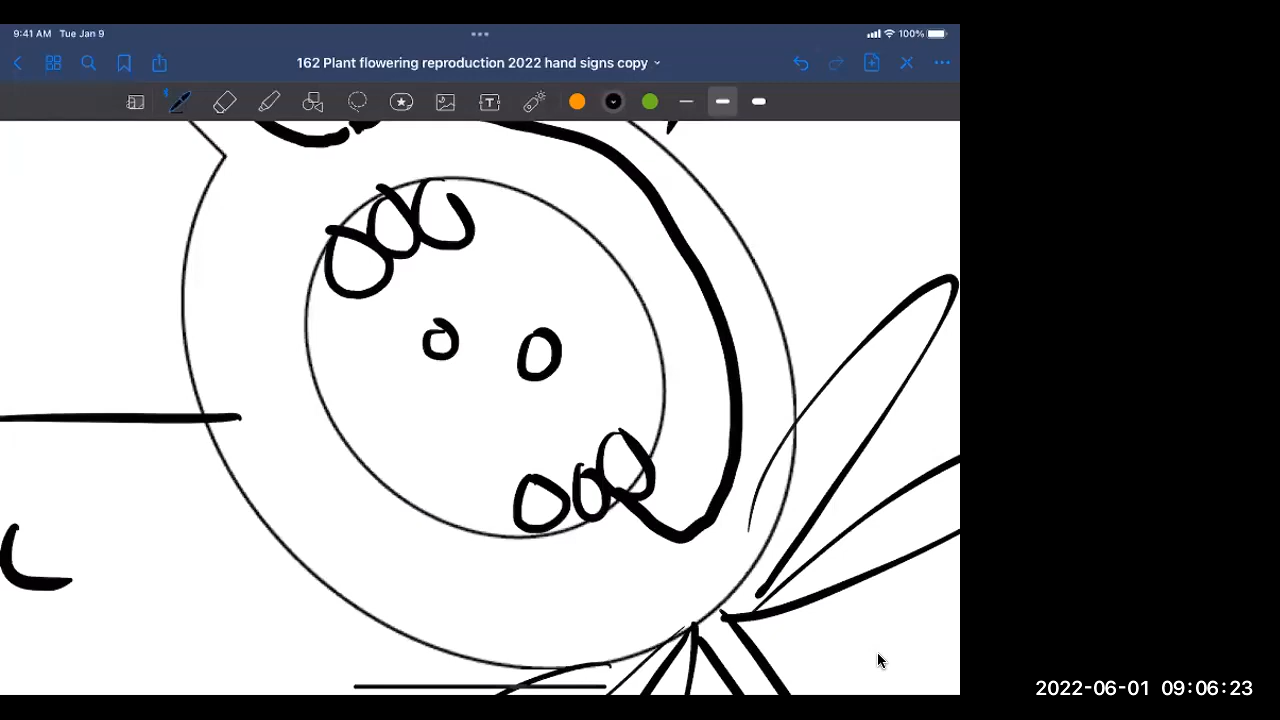 9:41 AM Tue Jan 9
100%
162 Plant flowering reproduction 2022 hand signs copy
T
2022-06-01 09:06:23